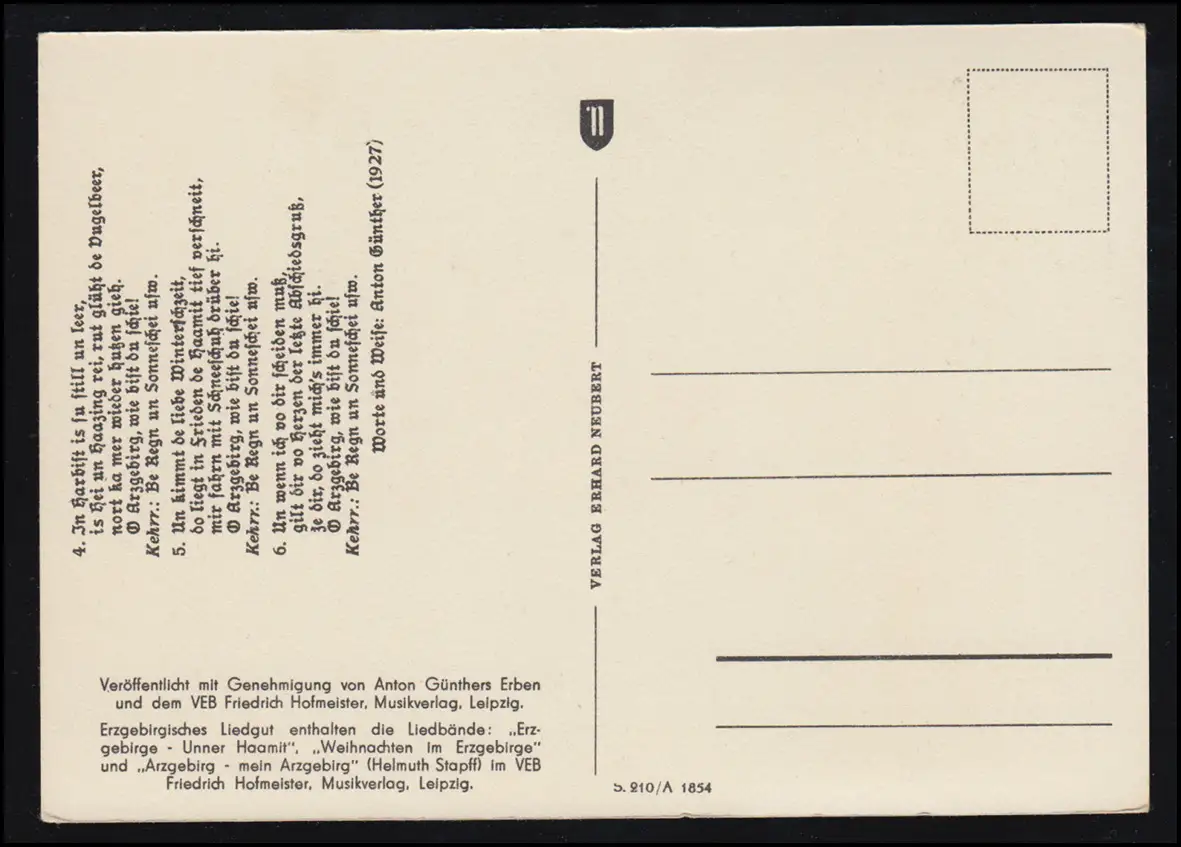 4. In Harbist is su still un leer,
is Hei un Haazing rei, rut glüht de Vugelbeer,
nort ka mer wieder hutzen gieh.
O Arzgebirg, wie bist du schie!
Kehrr.: Be Regn un Sonneschei usw.
5. Un kimmt de liebe Winterschzeit,
do liegt in Frieden de Haamit tief verschneit,
mir fahrn mit Schneeschuh drüber hi.
O Arzgebirg, wie bist du schie!
Kehrr.: Be Regn un Sonneschei usw.
6. Un wenn ich vo dir scheiden muß,
gilt dir vo Herzen der letzte Abschiedsgruß,
ze dir, do zieht mich's immer hi.
O Arzgebirg, wie bist du schie!
Kehrr.: Be Regn un Sonneschei usw.
Worte und Weise: Anton Günther (1927)
Veröffentlicht mit Genehmigung von Anton Günthers Erben
und dem VEB Friedrich Hofmeister, Musikverlag, Leipzig.
Erzgebirgisches Liedgut enthalten die Liedbände: „Erz-
gebirge - Unner Haamit", „Weihnachten im Erzgebirge"
und „Arzgebirg - mein Arzgebirg" (Helmuth Stapff) im VEB
Friedrich Hofmeister, Musikverlag, Leipzig.
n
VERLAG ERHARD NEUBERT
S. 210/A 1854